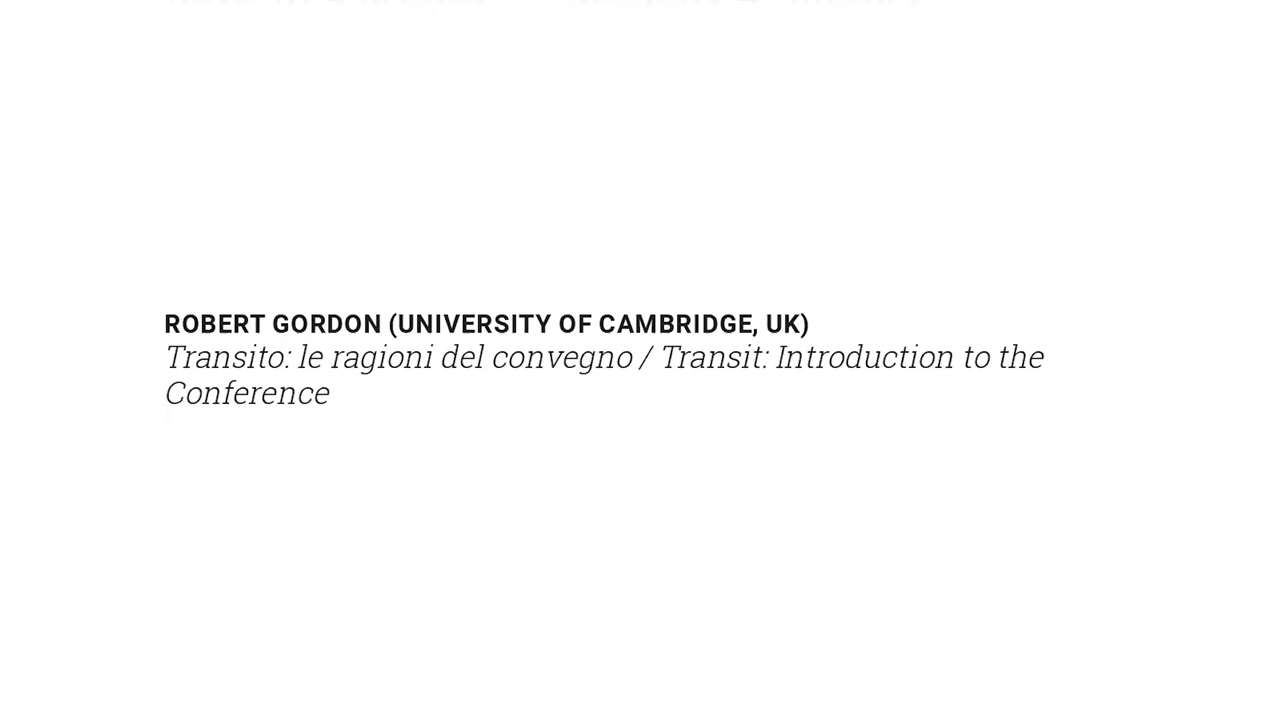 ROBERT GORDON (UNIVERSITY OF CAMBRIDGE, UK)
Transito: le ragioni del convegno / Transit: Introduction to the
Conference